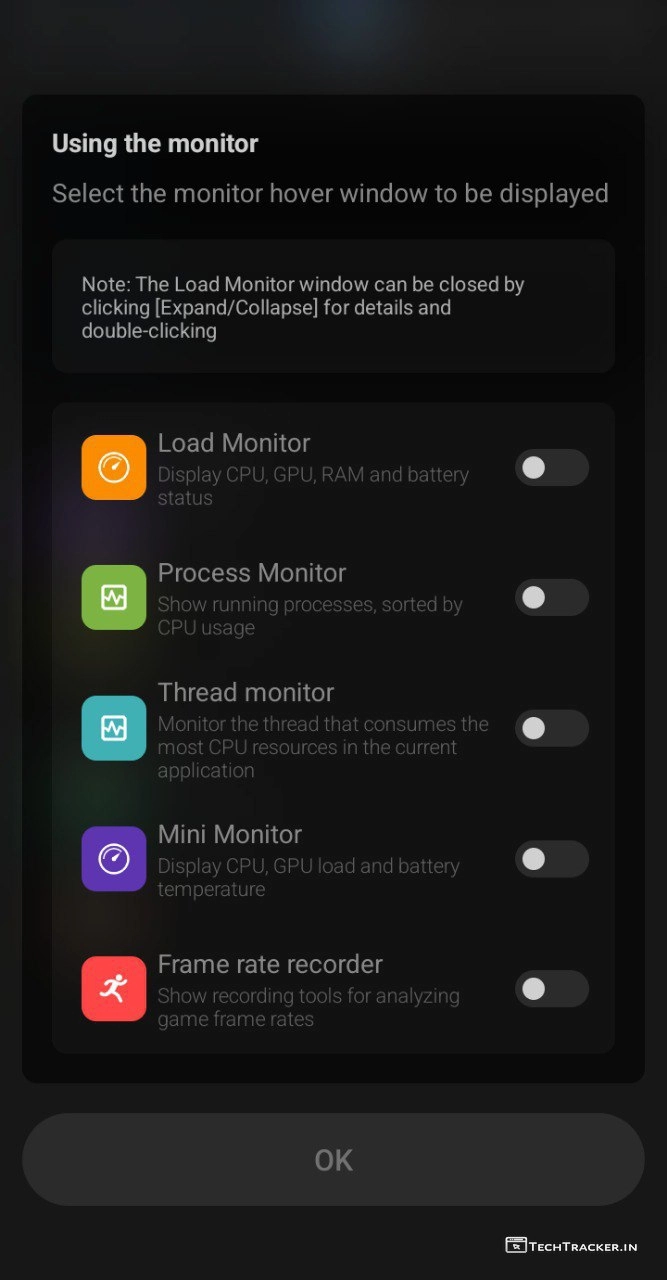 Using the monitor
Select the monitor hover window to be displayed
Note: The Load Monitor window can be closed by
clicking [Expand/Collapse] for details and
double-clicking
Load Monitor
Display CPU, GPU, RAM and battery
status
Process Monitor
Show running processes, sorted by
CPU usage
Thread monitor
Monitor the thread that consumes the
most CPU resources in the current
application
Mini Monitor
Display CPU, GPU load and battery
temperature
Frame rate recorder
Show recording tools for analyzing
game frame rates
OK
TECHTRACKER.IN